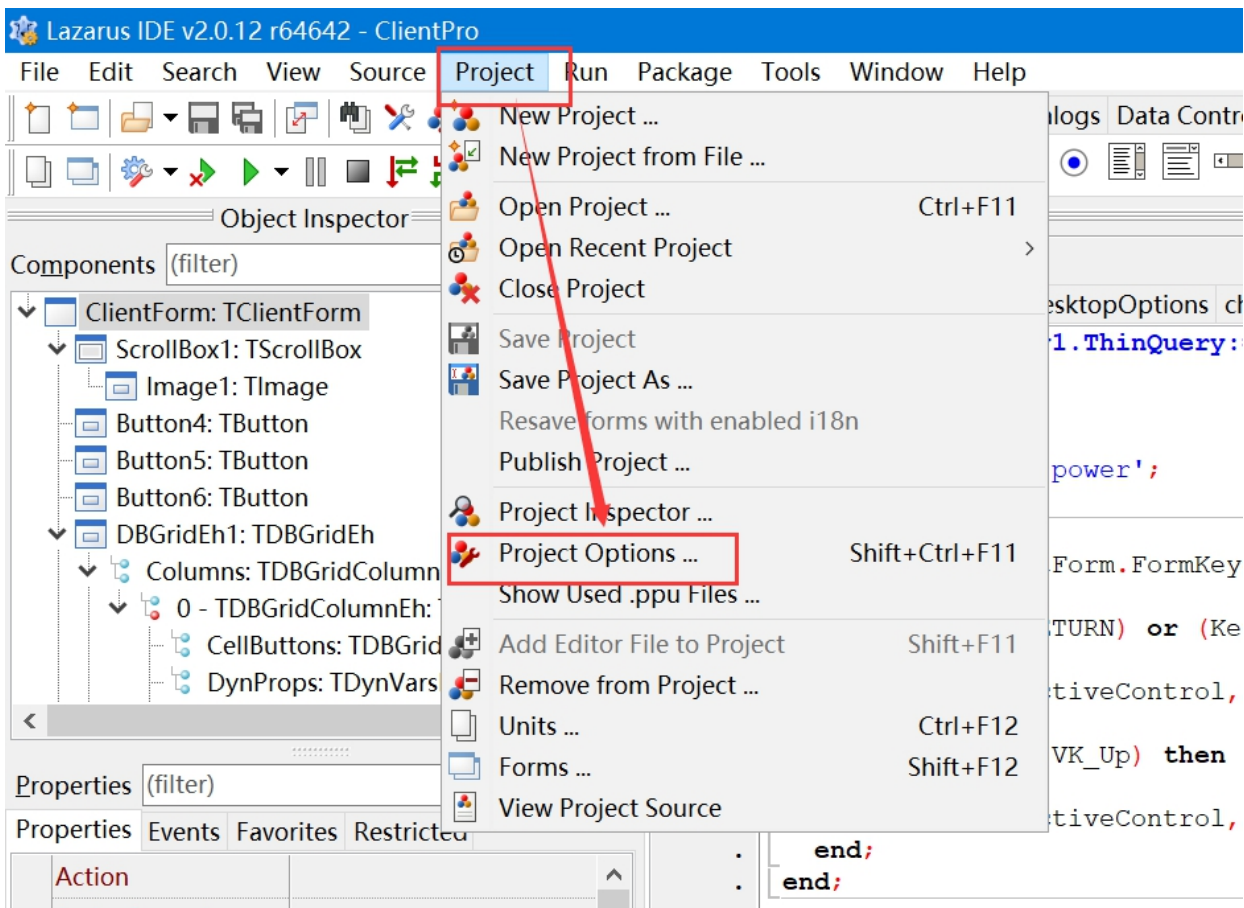 Lazarus IDE v2.0.12 r64642 - ClientPro
File Edit Search View Source Project Run Package Tools Window Help
Data
Object Inspector
Components (filter)
ClientForm: TClientForm
ScrollBox1: TScrollBox
Image1: TImage
Button4: TButton
Button5: TButton
Button6: TButton
DBGridEh1: TDBGridEh
Columns: TDBGridColumn
0 - TDBGridColumnEh:
CellButtons: TDBGrid
DynProps: TDynVars
Properties (filter)
Properties Events Favorites Restricted
Action
New Project ...
New Project from File ...
Open Project ... Ctrl+F11
Open Recent Project
Close Project
Save Project
Save Project As ...
Resave forms with enabled i18n
Publish Project ...
Project Inspector ...
Project Options ... Shift+Ctrl+F11
Show Used .ppu Files ...
Add Editor File to Project Shift+F11
Remove from Project ...
Units ... Ctrl+F12
Forms ... Shift+F12
View Project Source
1.ThinQuery:
power';
Form.FormKey
TURN) or (Ke
ctiveControl,
VK_Up) then
ctiveControl,
end;
end;